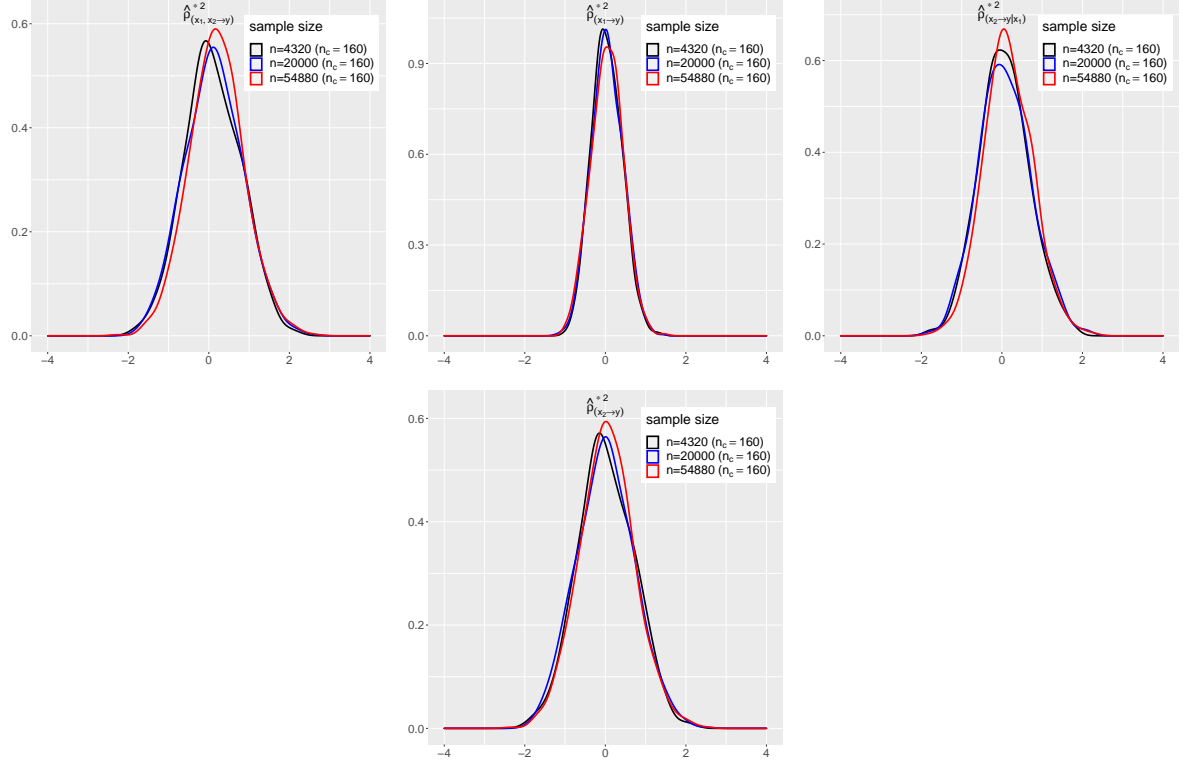 ρ̂*²(x₁, x₂→y)
sample size
n=4320 (n_c = 160)
n=20000 (n_c = 160)
n=54880 (n_c = 160)
0.6
0.4
0.2
0.0
−4 −2 0 2 4
ρ̂*²(x₁→y)
sample size
n=4320 (n_c = 160)
n=20000 (n_c = 160)
n=54880 (n_c = 160)
0.9
0.6
0.3
0.0
−4 −2 0 2 4
ρ̂*²(x₂→y|x₁)
sample size
n=4320 (n_c = 160)
n=20000 (n_c = 160)
n=54880 (n_c = 160)
0.6
0.4
0.2
0.0
−4 −2 0 2 4
ρ̂*²(x₂→y)
sample size
n=4320 (n_c = 160)
n=20000 (n_c = 160)
n=54880 (n_c = 160)
0.6
0.4
0.2
0.0
−4 −2 0 2 4